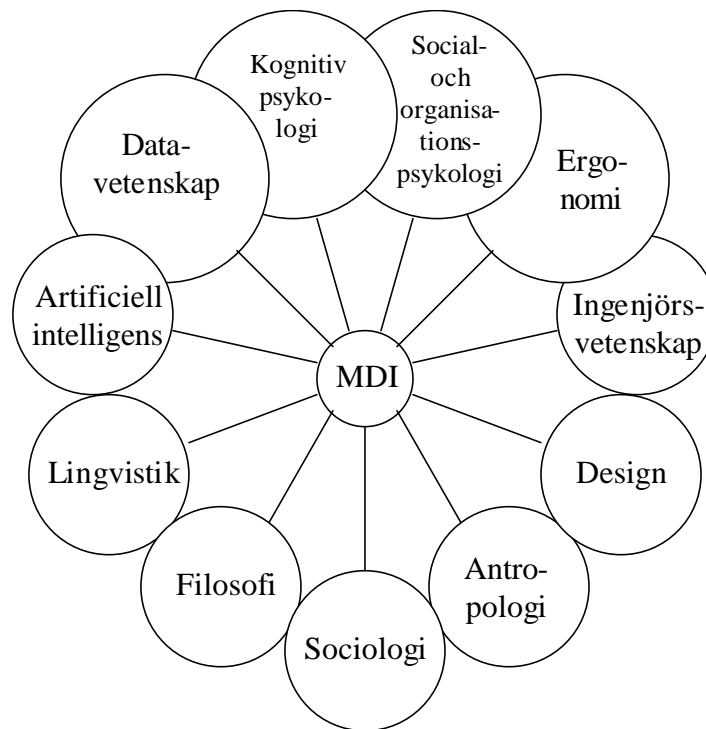 Kognitiv
psyko-
logi
Social-
och
organisa-
tions-
psykologi
Data-
vetenskap
Ergo-
nomi
Artificiell
intelligens
Ingenjörs-
vetenskap
MDI
Lingvistik
Design
Filosofi
Antro-
pologi
Sociologi